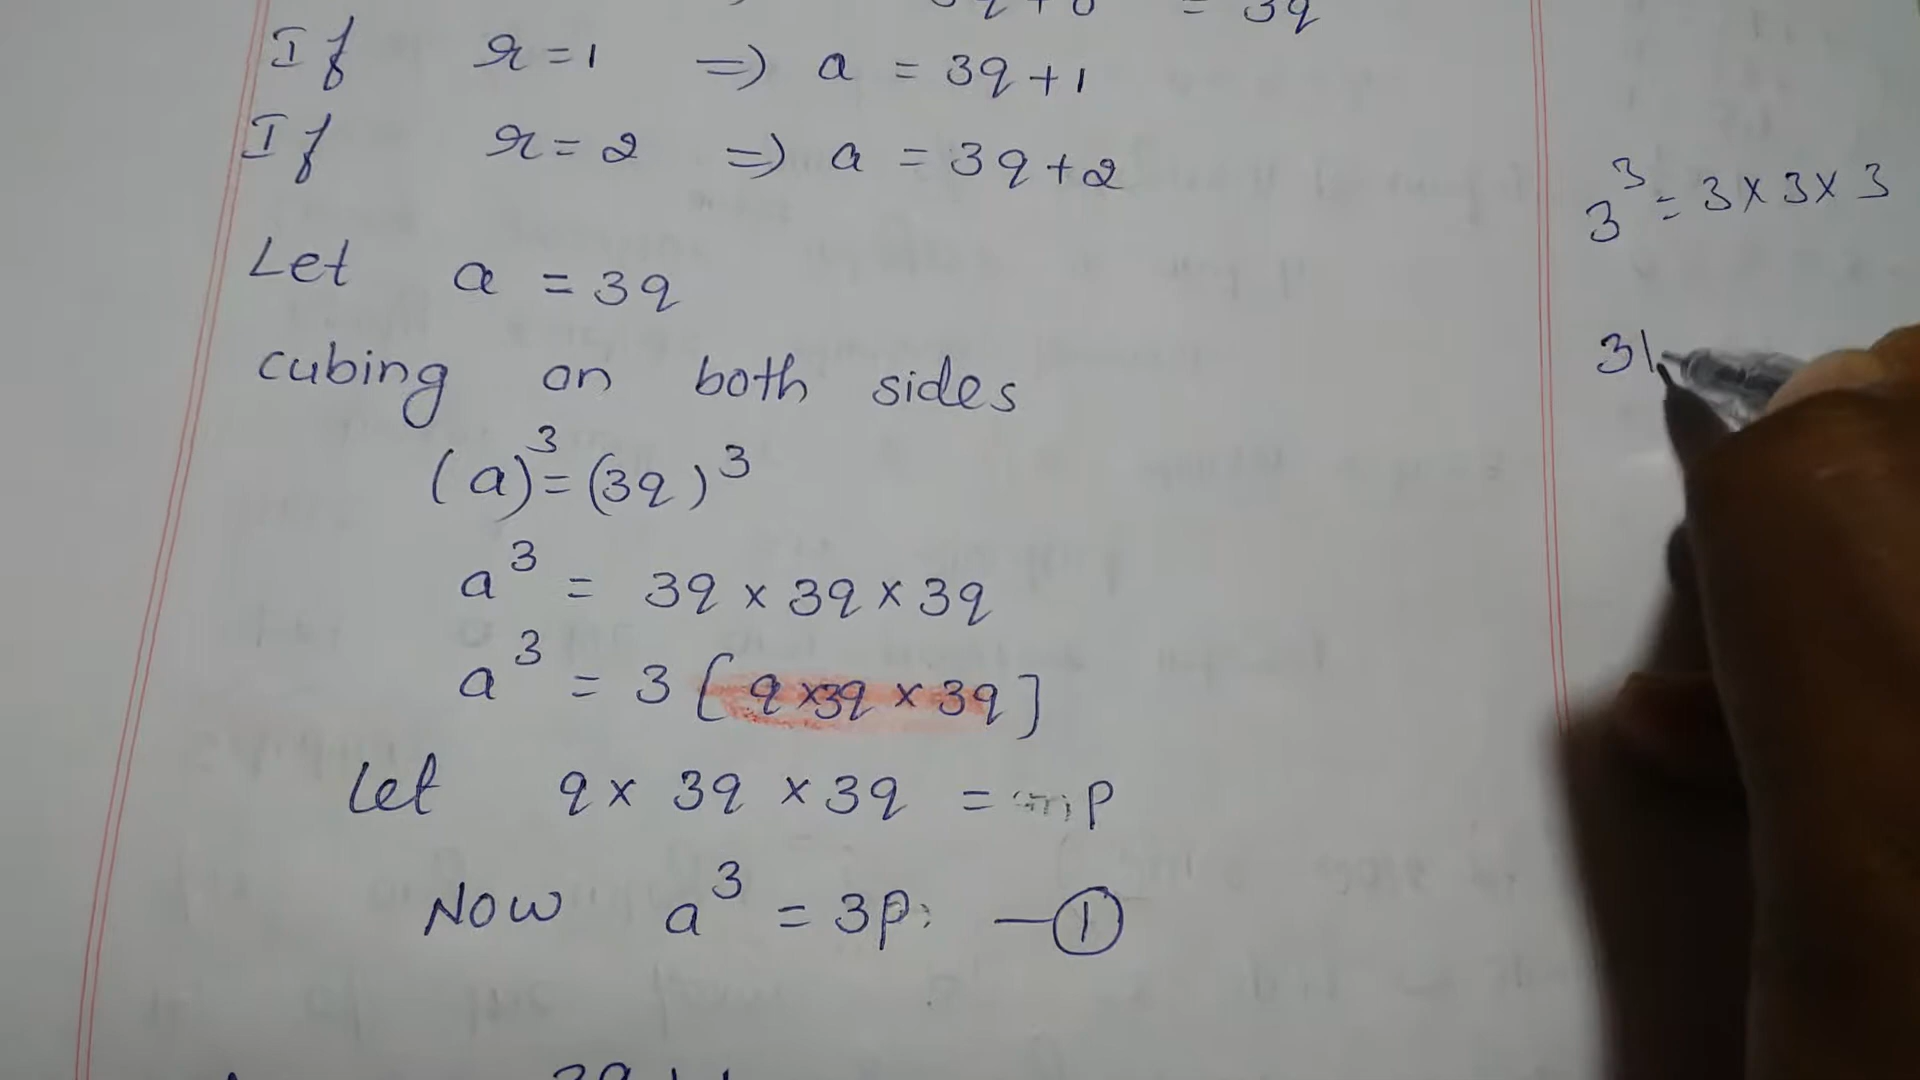 = 3q
If r = 1 => a = 3q + 1
If r = 2 => a = 3q + 2
Let a = 3q
cubing on both sides
(a)³ = (3q)³
a³ = 3q × 3q × 3q
a³ = 3 [ q × 3q × 3q ]
Let q × 3q × 3q = p
Now a³ = 3p. — ①
3³ = 3 × 3 × 3
3